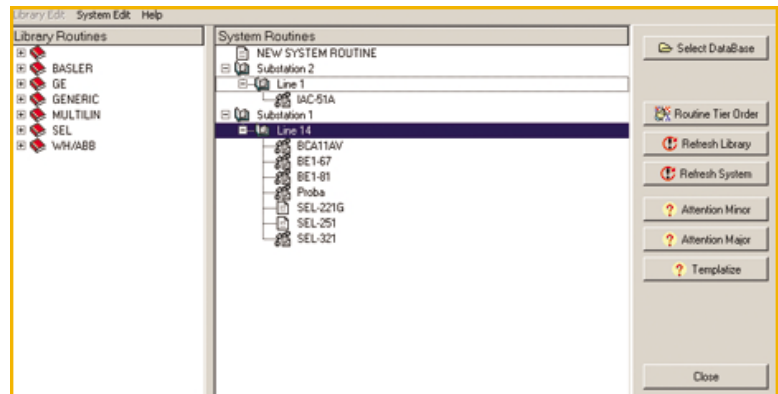 Library Edit System Edit Help
Library Routines
BASLER
GE
GENERIC
MULTILIN
SEL
WH/ABB
System Routines
NEW SYSTEM ROUTINE
Substation 2
Line 1
IAC-51A
Substation 1
Line 14
BCA11AV
BE1-67
BE1-81
Proba
SEL-221G
SEL-251
SEL-321
Select DataBase
Routine Tier Order
Refresh Library
Refresh System
Attention Minor
Attention Major
Templatize
Close